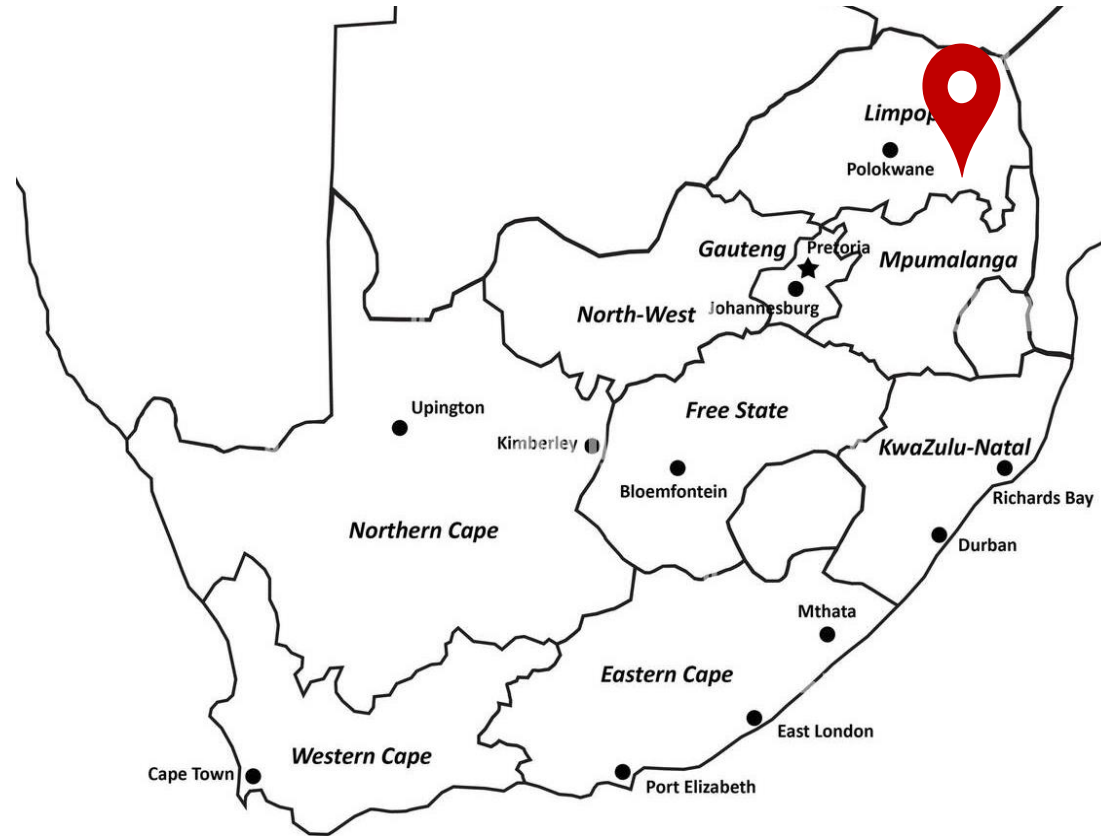 Limpop
Polokwane
Gauteng
Pretoria
Mpumalanga
Johannesburg
North-West
Upington
Free State
Kimberley
KwaZulu-Natal
Bloemfontein
Richards Bay
Northern Cape
Durban
Mthata
Eastern Cape
East London
Western Cape
Cape Town
Port Elizabeth